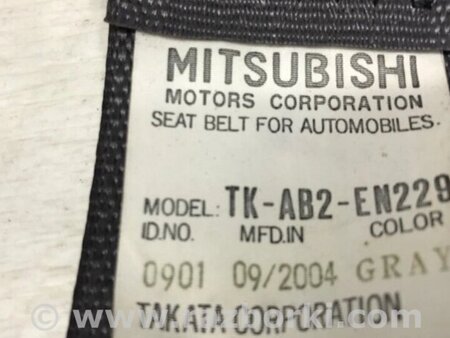 MITSUBISHI
MOTORS CORPORATION
SEAT BELT FOR AUTOMOBILES.
MODEL: TK-AB2-EN229
ID.NO. MFD.IN COLOR
0901 09/2004 GRAY
TAKATA CORPORATION
© www.razborki.com